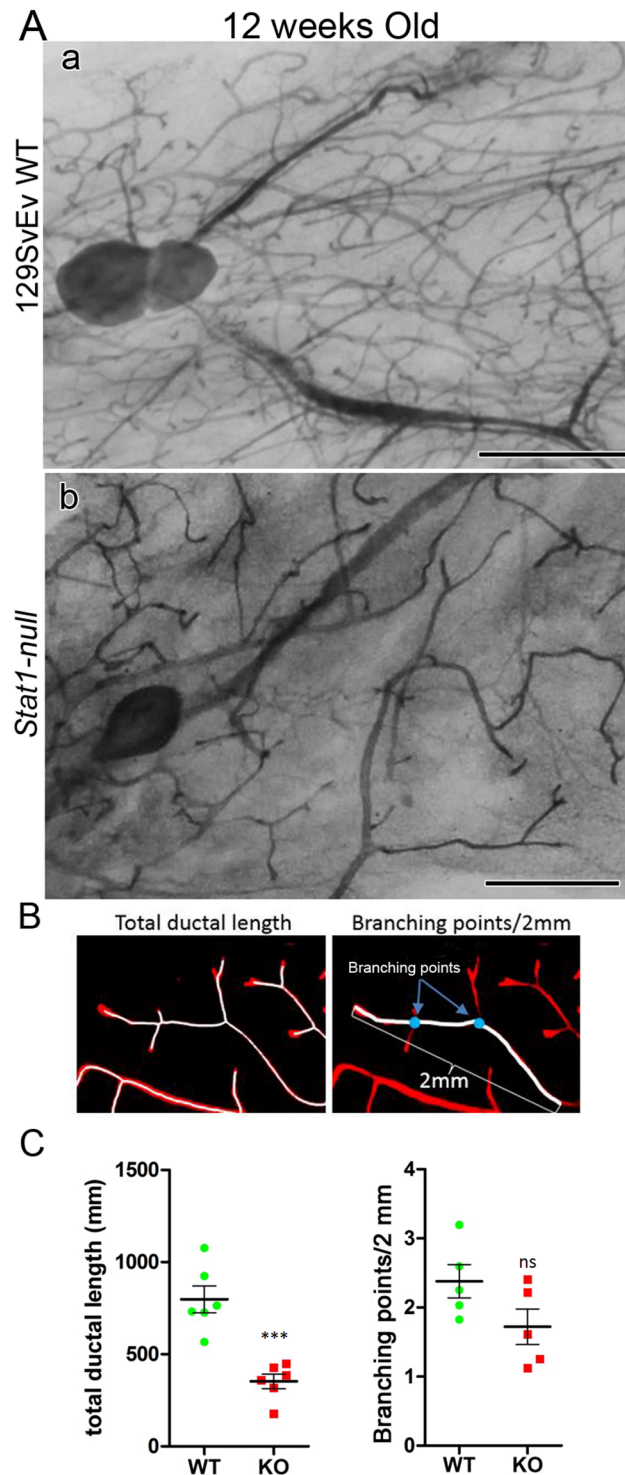 A
12 weeks Old
a
129SvEv WT
b
Stat1-null
B
Total ductal length
Branching points/2mm
Branching points
2mm
C
total ductal length (mm)
1500
1000
500
0
***
WT
KO
Branching points/2 mm
4
3
2
1
0
ns
WT
KO